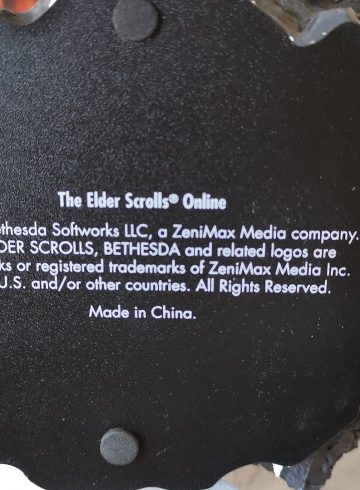 The Elder Scrolls® Online
thesda Softworks LLC, a ZeniMax Media company.
DER SCROLLS, BETHESDA and related logos are
ks or registered trademarks of ZeniMax Media Inc.
U.S. and/or other countries. All Rights Reserved.
Made in China.